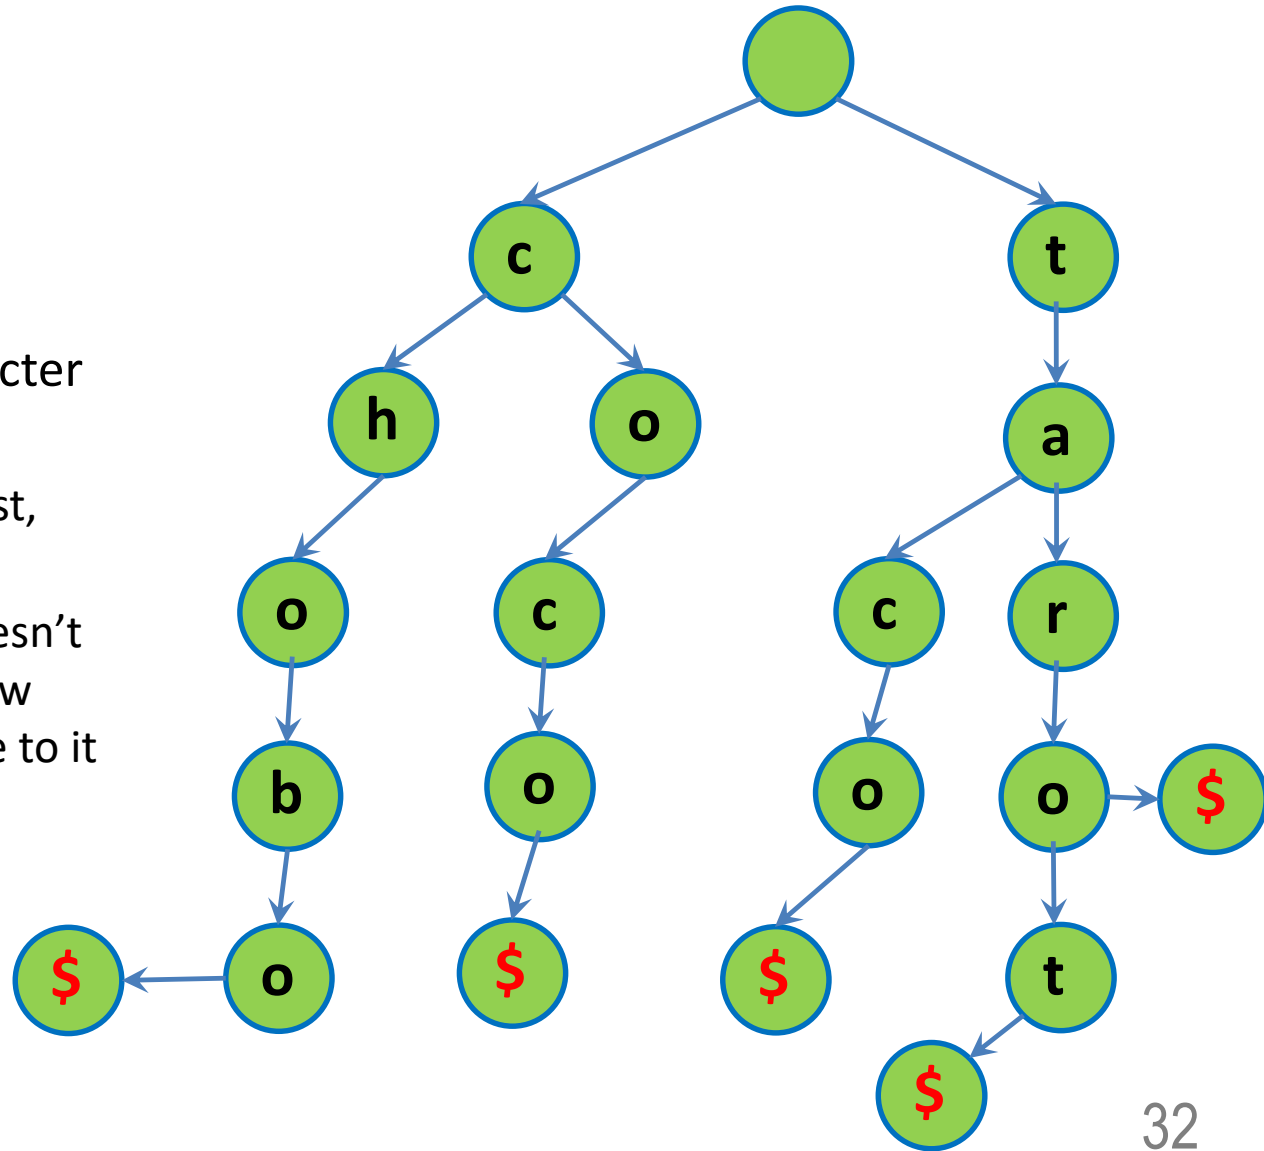 c t
cter
h o a
st,
o c c r
esn't
w
e to it
b o o o $
$ o $ $ t
$
32